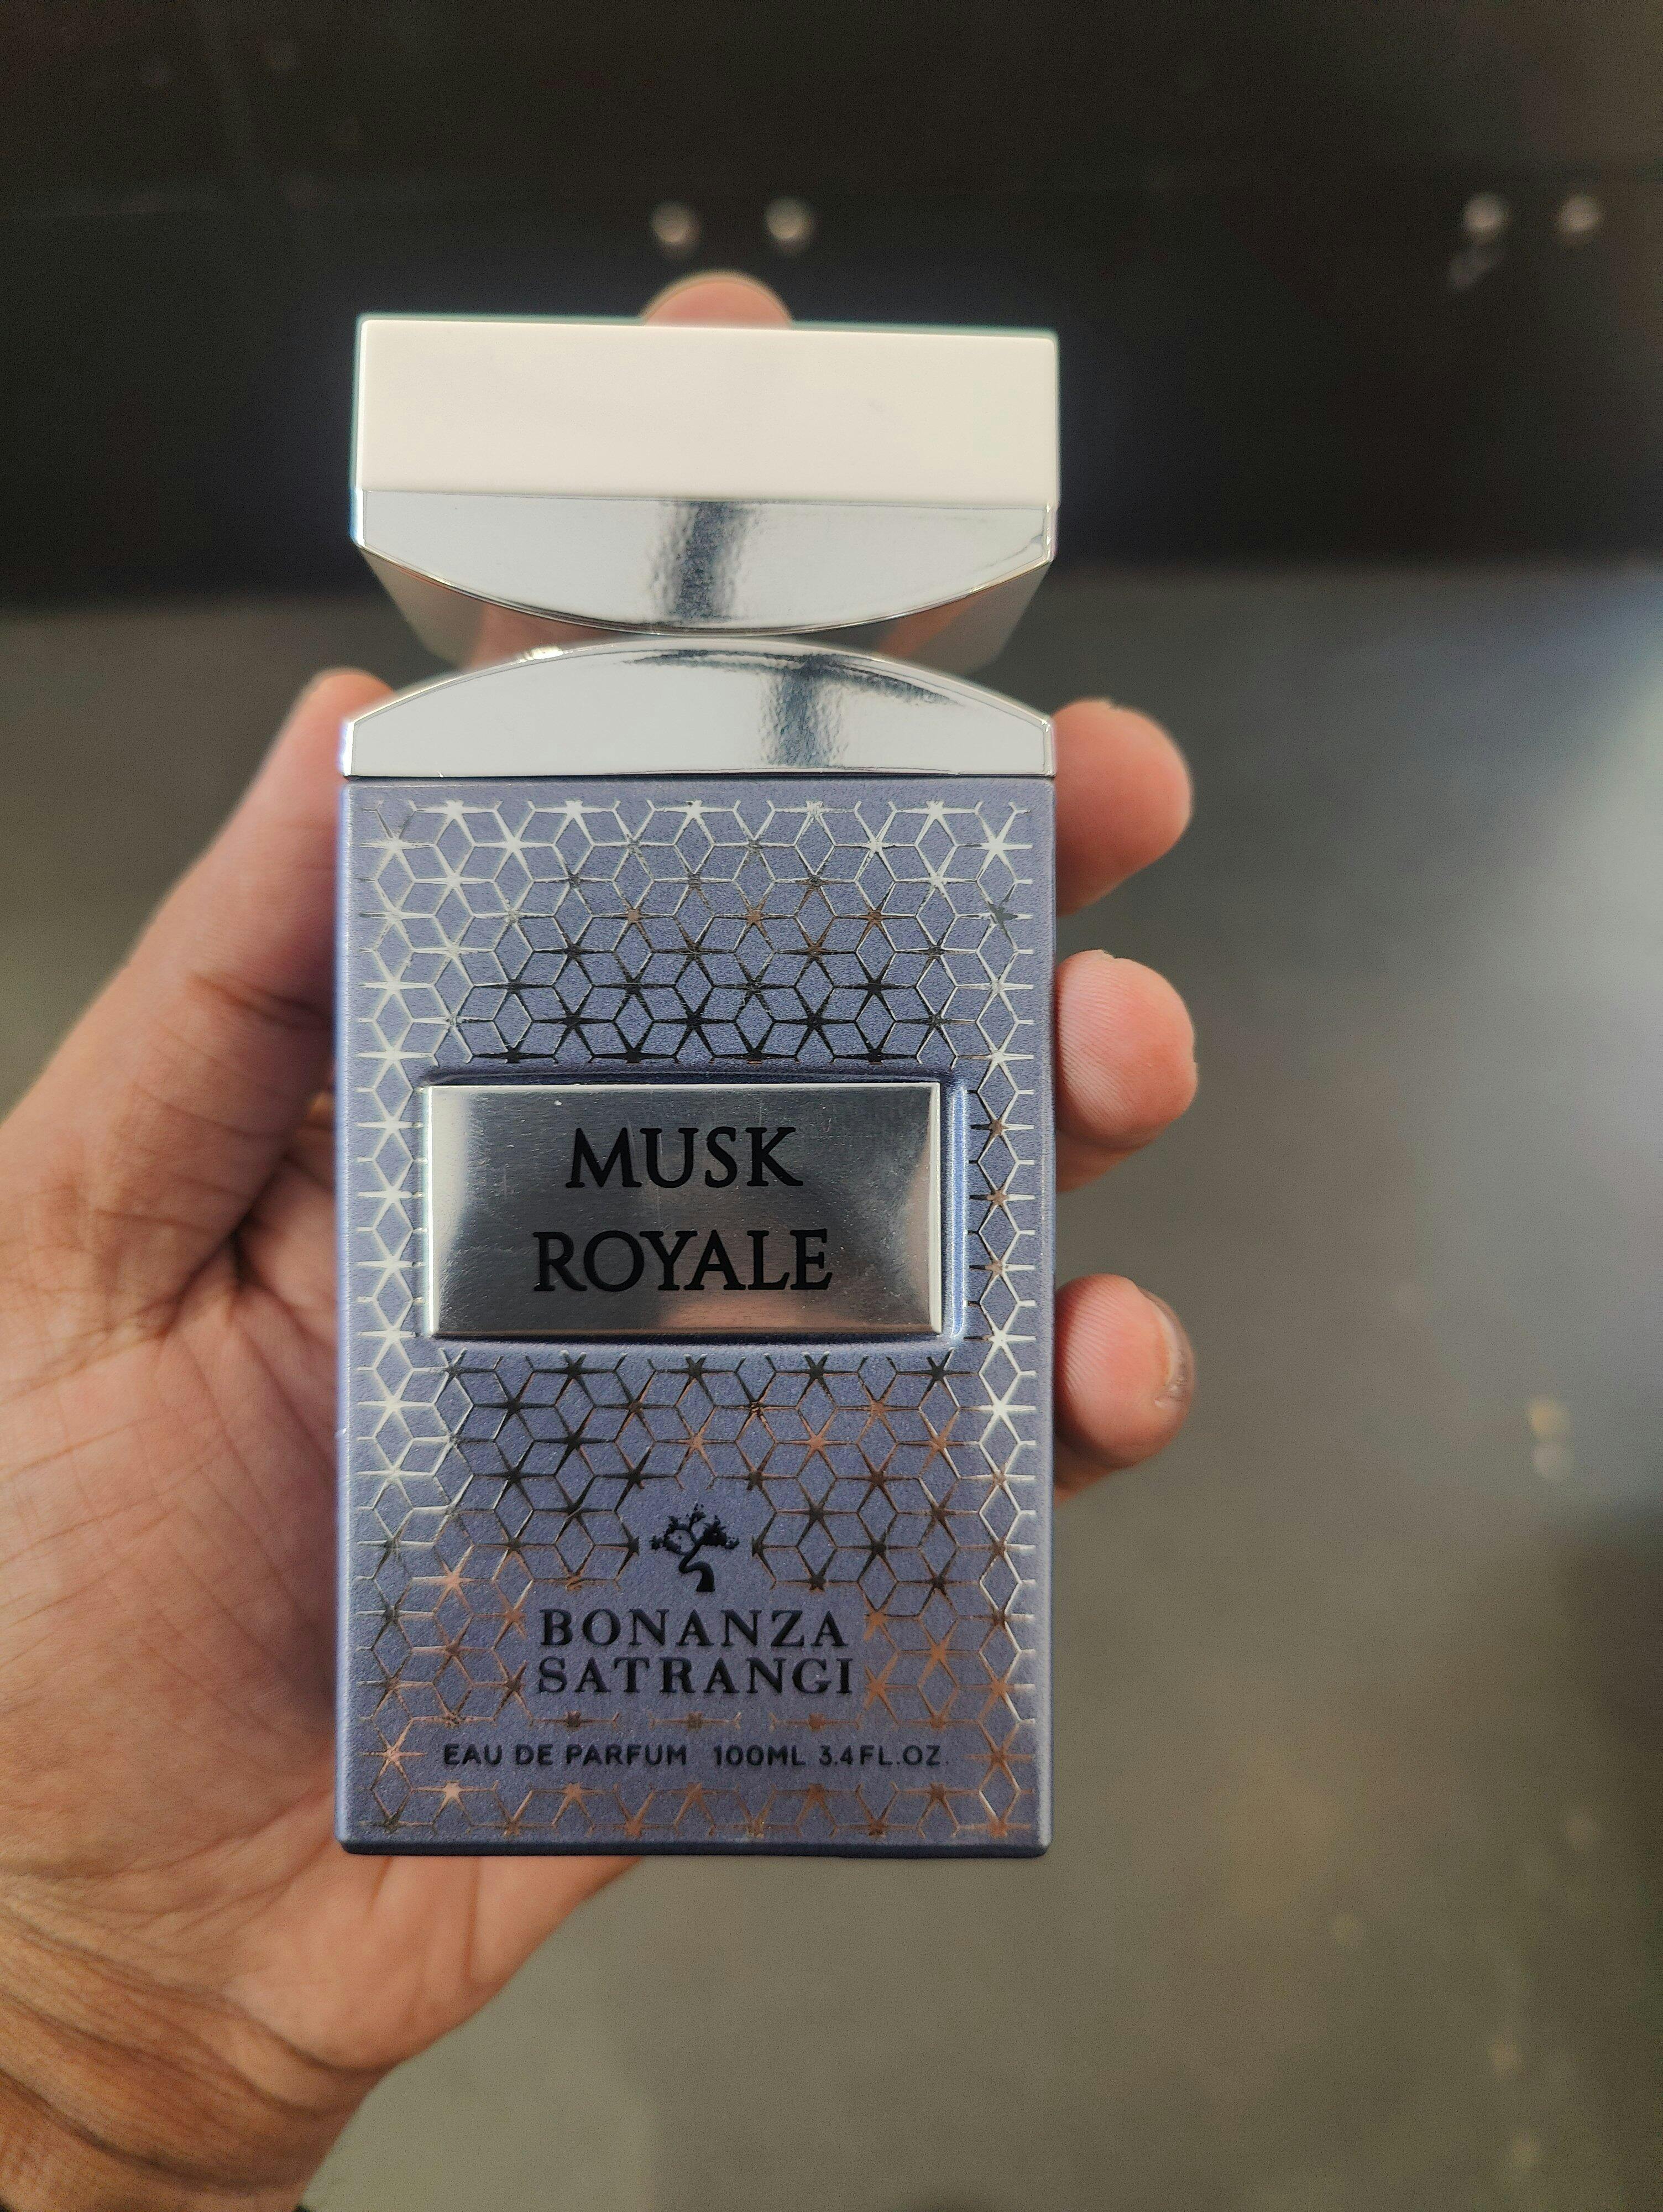 MUSK
ROYALE
BONANZA
SATRANGI
EAU DE PARFUM 100ML 3.4FL.OZ.